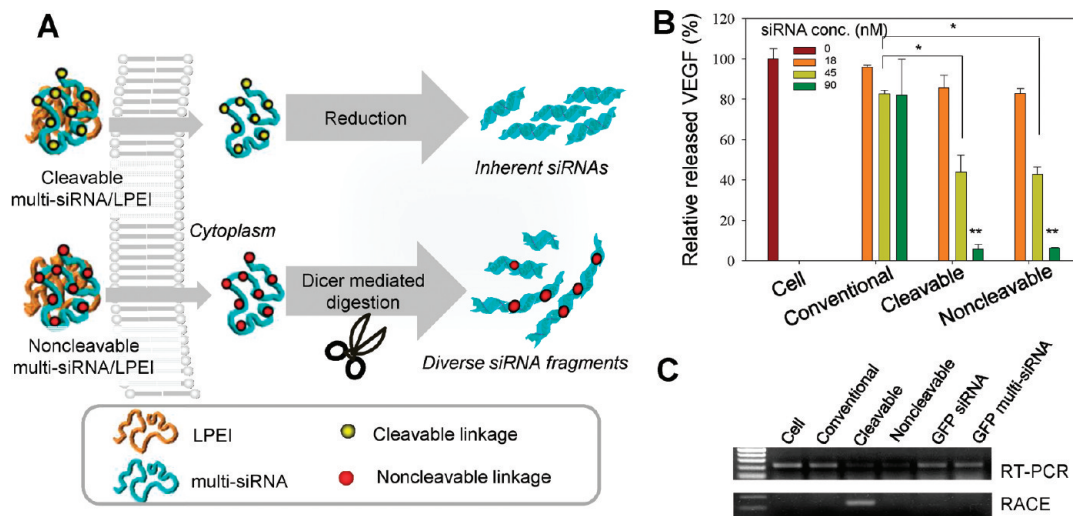 A
Cleavable
multi-siRNA/LPEI
Reduction
Inherent siRNAs
Cytoplasm
Noncleavable
multi-siRNA/LPEI
Dicer mediated
digestion
Diverse siRNA fragments
LPEI
multi-siRNA
Cleavable linkage
Noncleavable linkage
B
Relative released VEGF (%)
120
100
80
60
40
20
0
siRNA conc. (nM)
0
18
45
90
*
*
**
**
Cell
Conventional
Cleavable
Noncleavable
C
Cell
Conventional
Cleavable
Noncleavable
GFP siRNA
GFP multi-siRNA
RT-PCR
RACE